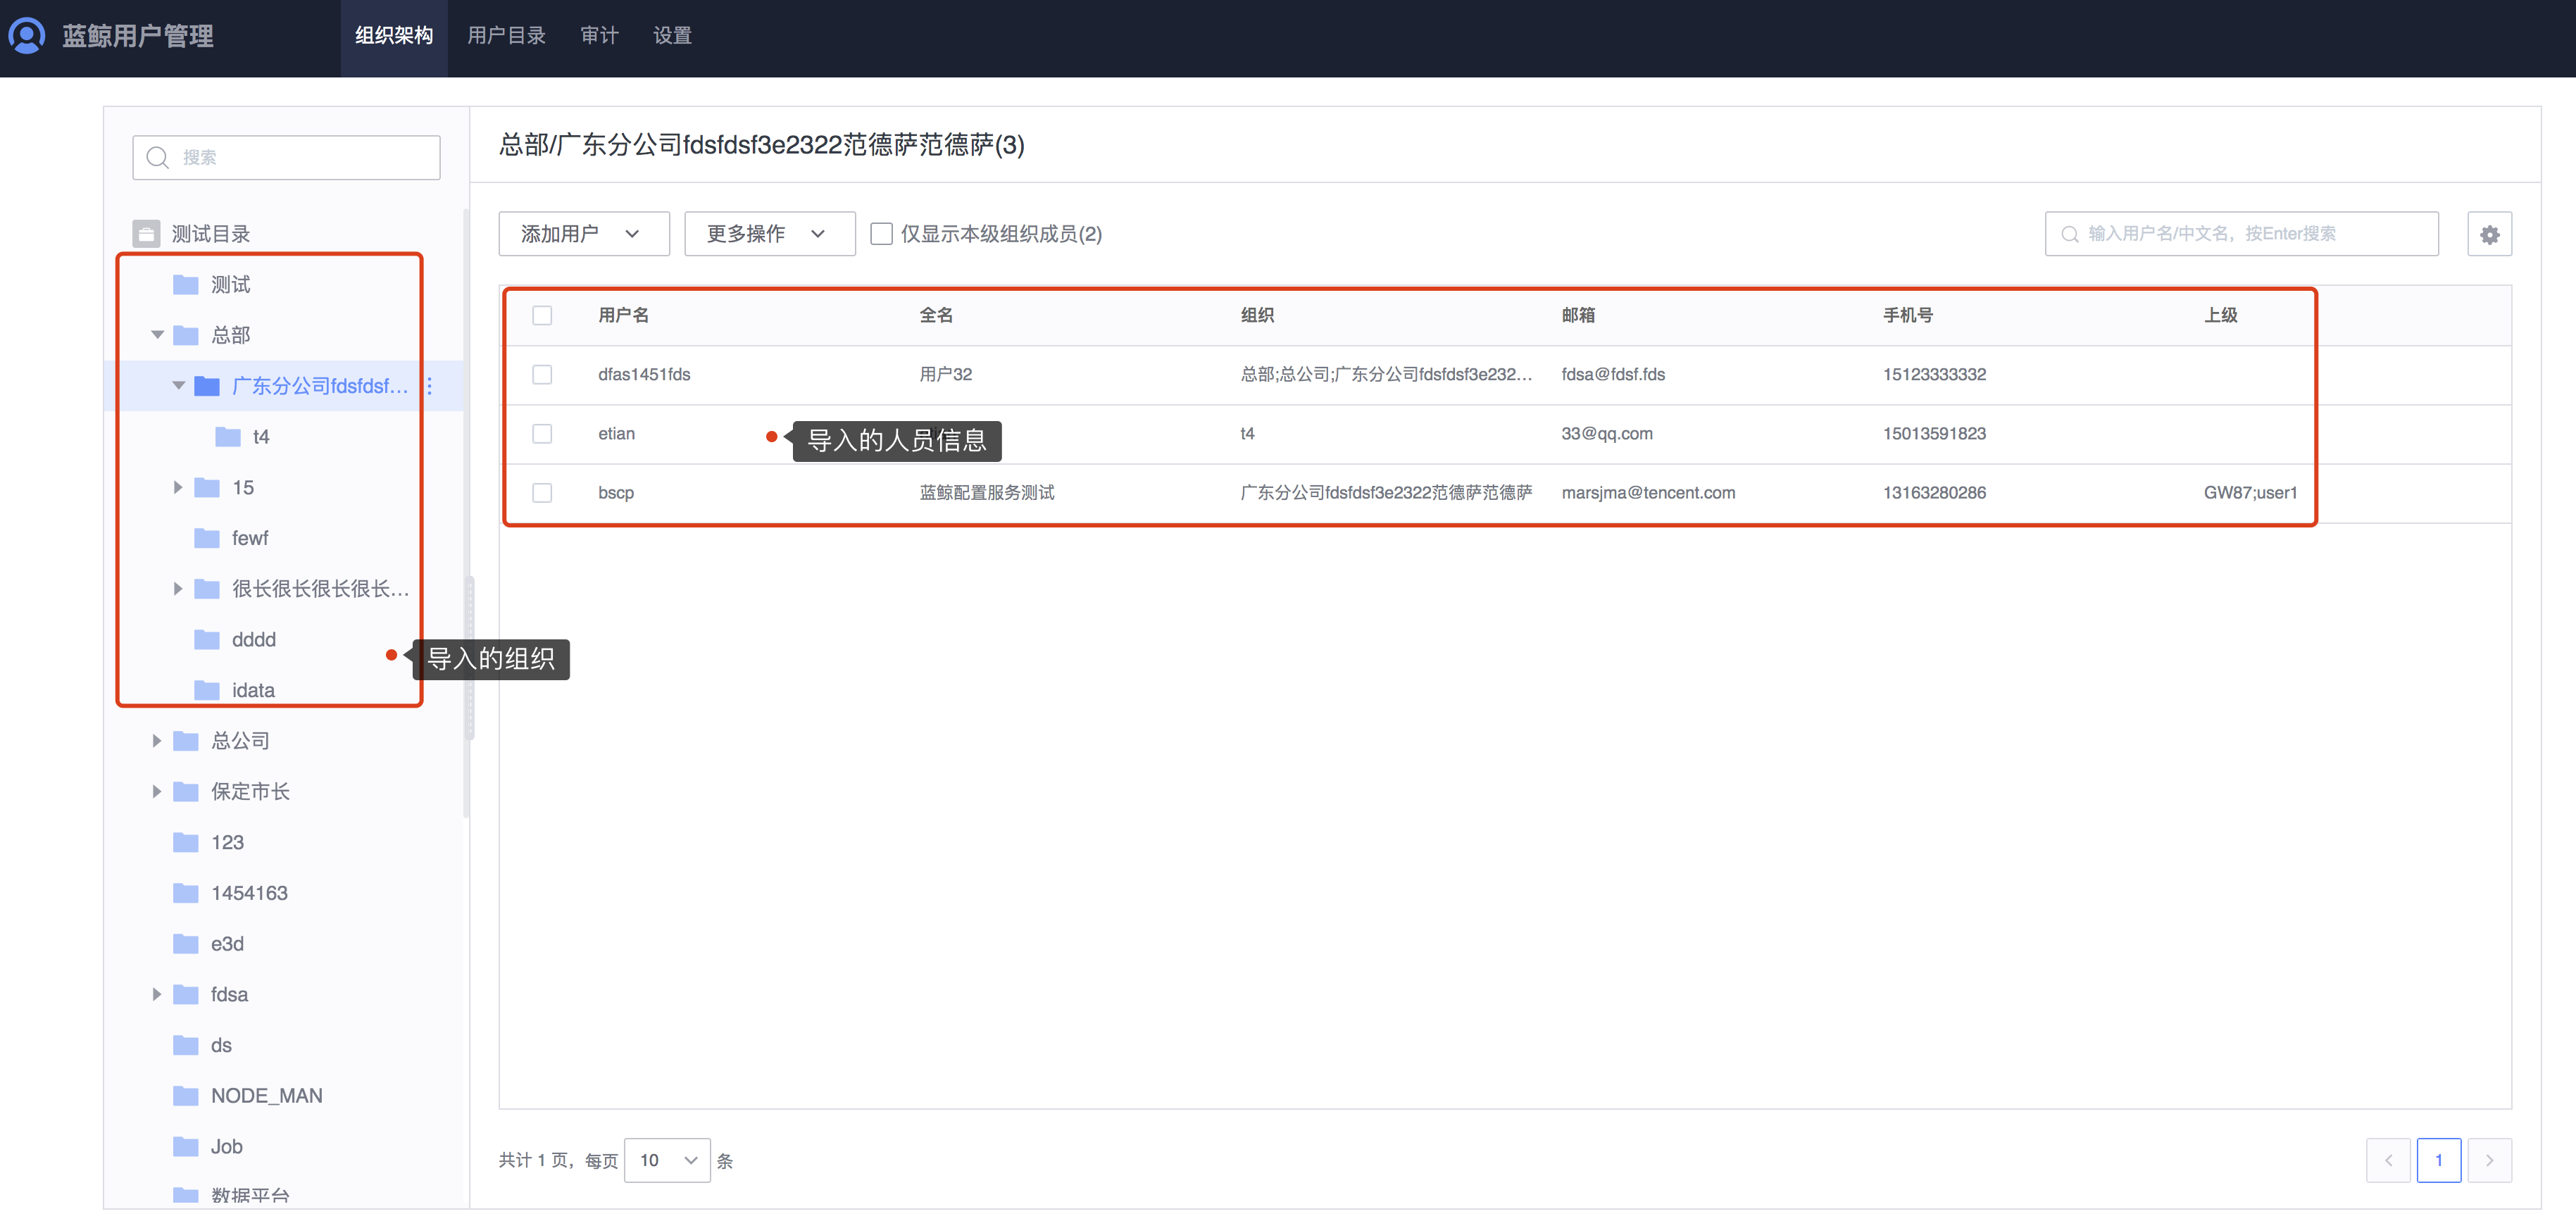 蓝鲸用户管理
组织架构 用户目录 审计 设置
搜索
测试目录
测试
总部
广东分公司fdsfdsf...
t4
15
fewf
很长很长很长很长...
dddd
导入的组织
idata
总公司
保定市长
123
1454163
e3d
fdsa
ds
NODE_MAN
Job
数据平台
总部/广东分公司fdsfdsf3e2322范德萨范德萨(3)
添加用户 更多操作 仅显示本级组织成员(2) 输入用户名/中文名，按Enter搜索
用户名 全名 组织 邮箱 手机号 上级
dfas1451fds 用户32 总部;总公司;广东分公司fdsfdsf3e232... fdsa@fdsf.fds 15123333332
etian 导入的人员信息 t4 33@qq.com 15013591823
bscp 蓝鲸配置服务测试 广东分公司fdsfdsf3e2322范德萨范德萨 marsjma@tencent.com 13163280286 GW87;user1
共计 1 页，每页 10 条 1